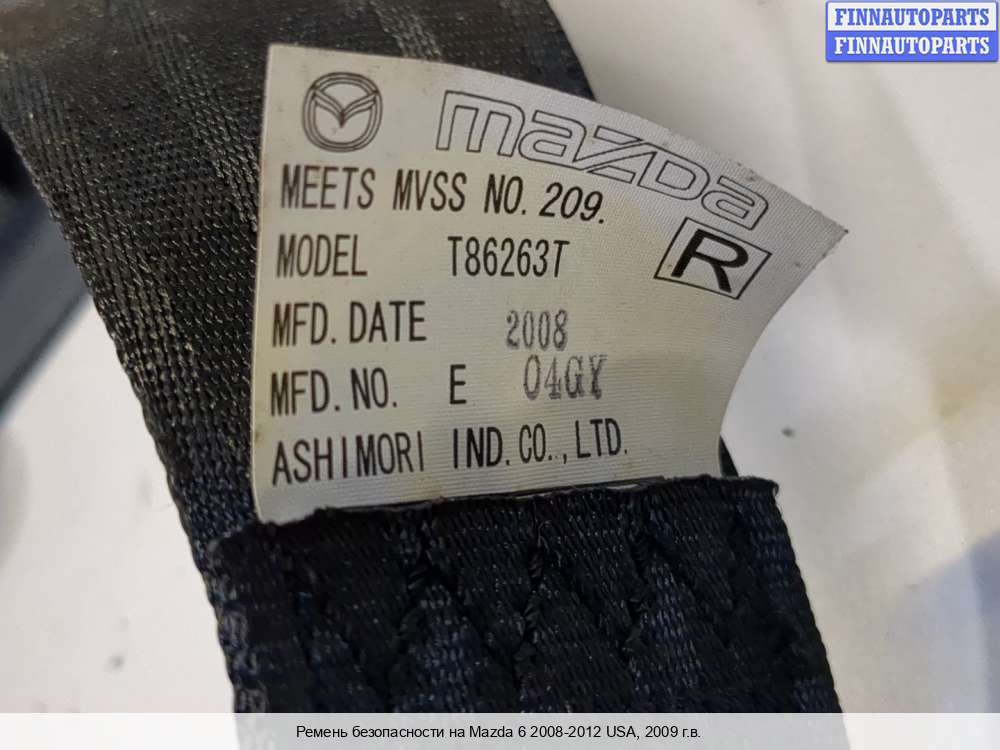 FINNAUTOPARTS
FINNAUTOPARTS
mazda
MEETS MVSS NO. 209.
R
MODEL T86263T
MFD. DATE 2008
MFD. NO. E 04GY
ASHIMORI IND. CO., LTD.
Ремень безопасности на Mazda 6 2008-2012 USA, 2009 г.в.